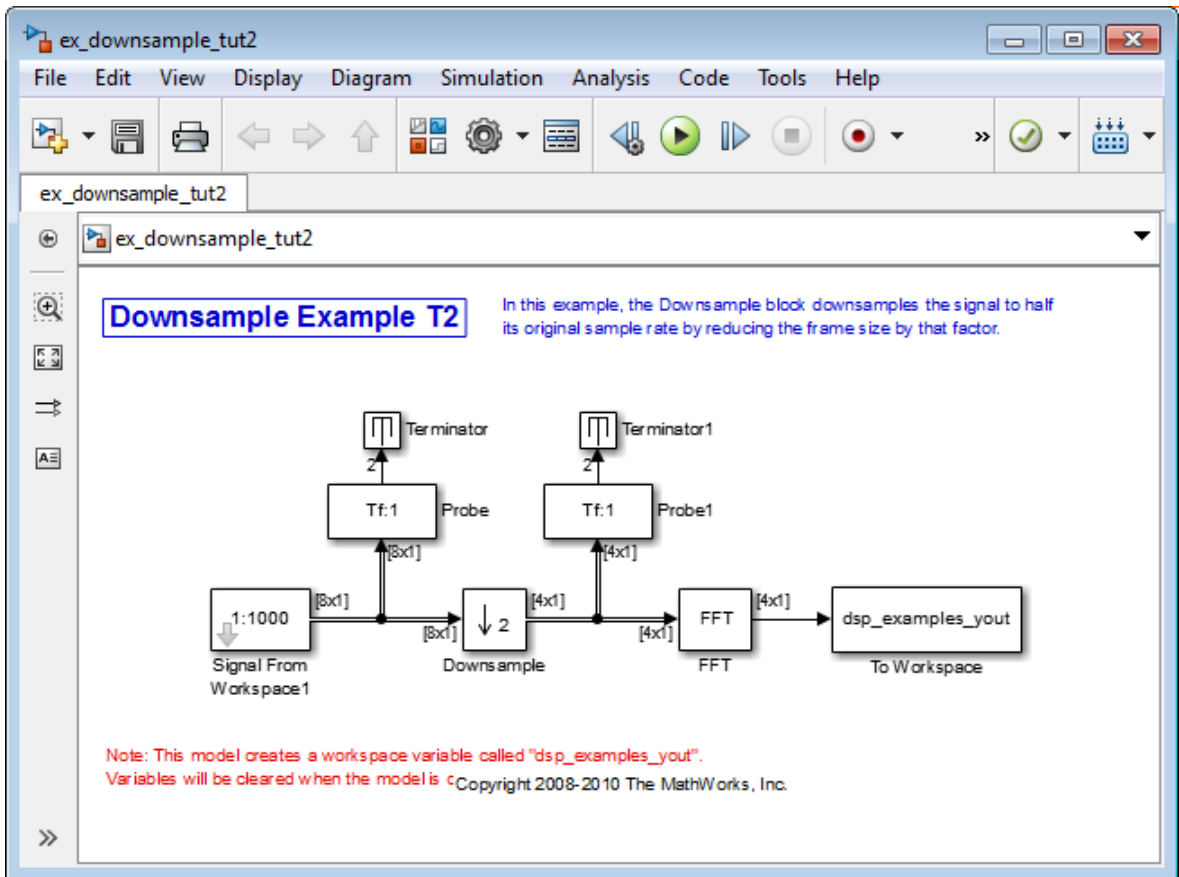 ex_downsample_tut2
File Edit View Display Diagram Simulation Analysis Code Tools Help
»
ex_downsample_tut2
ex_downsample_tut2
Downsample Example T2
In this example, the Downsample block downsamples the signal to half
its original sample rate by reducing the frame size by that factor.
Terminator
Terminator1
2
2
Tf:1
Probe
Tf:1
Probe1
[8x1]
[4x1]
[8x1]
[4x1]
[4x1]
1:1000
[8x1]
2
[4x1]
FFT
dsp_examples_yout
Signal From
Workspace1
Downsample
FFT
To Workspace
Note: This model creates a workspace variable called "dsp_examples_yout".
Variables will be cleared when the model is c
Copyright 2008-2010 The MathWorks, Inc.